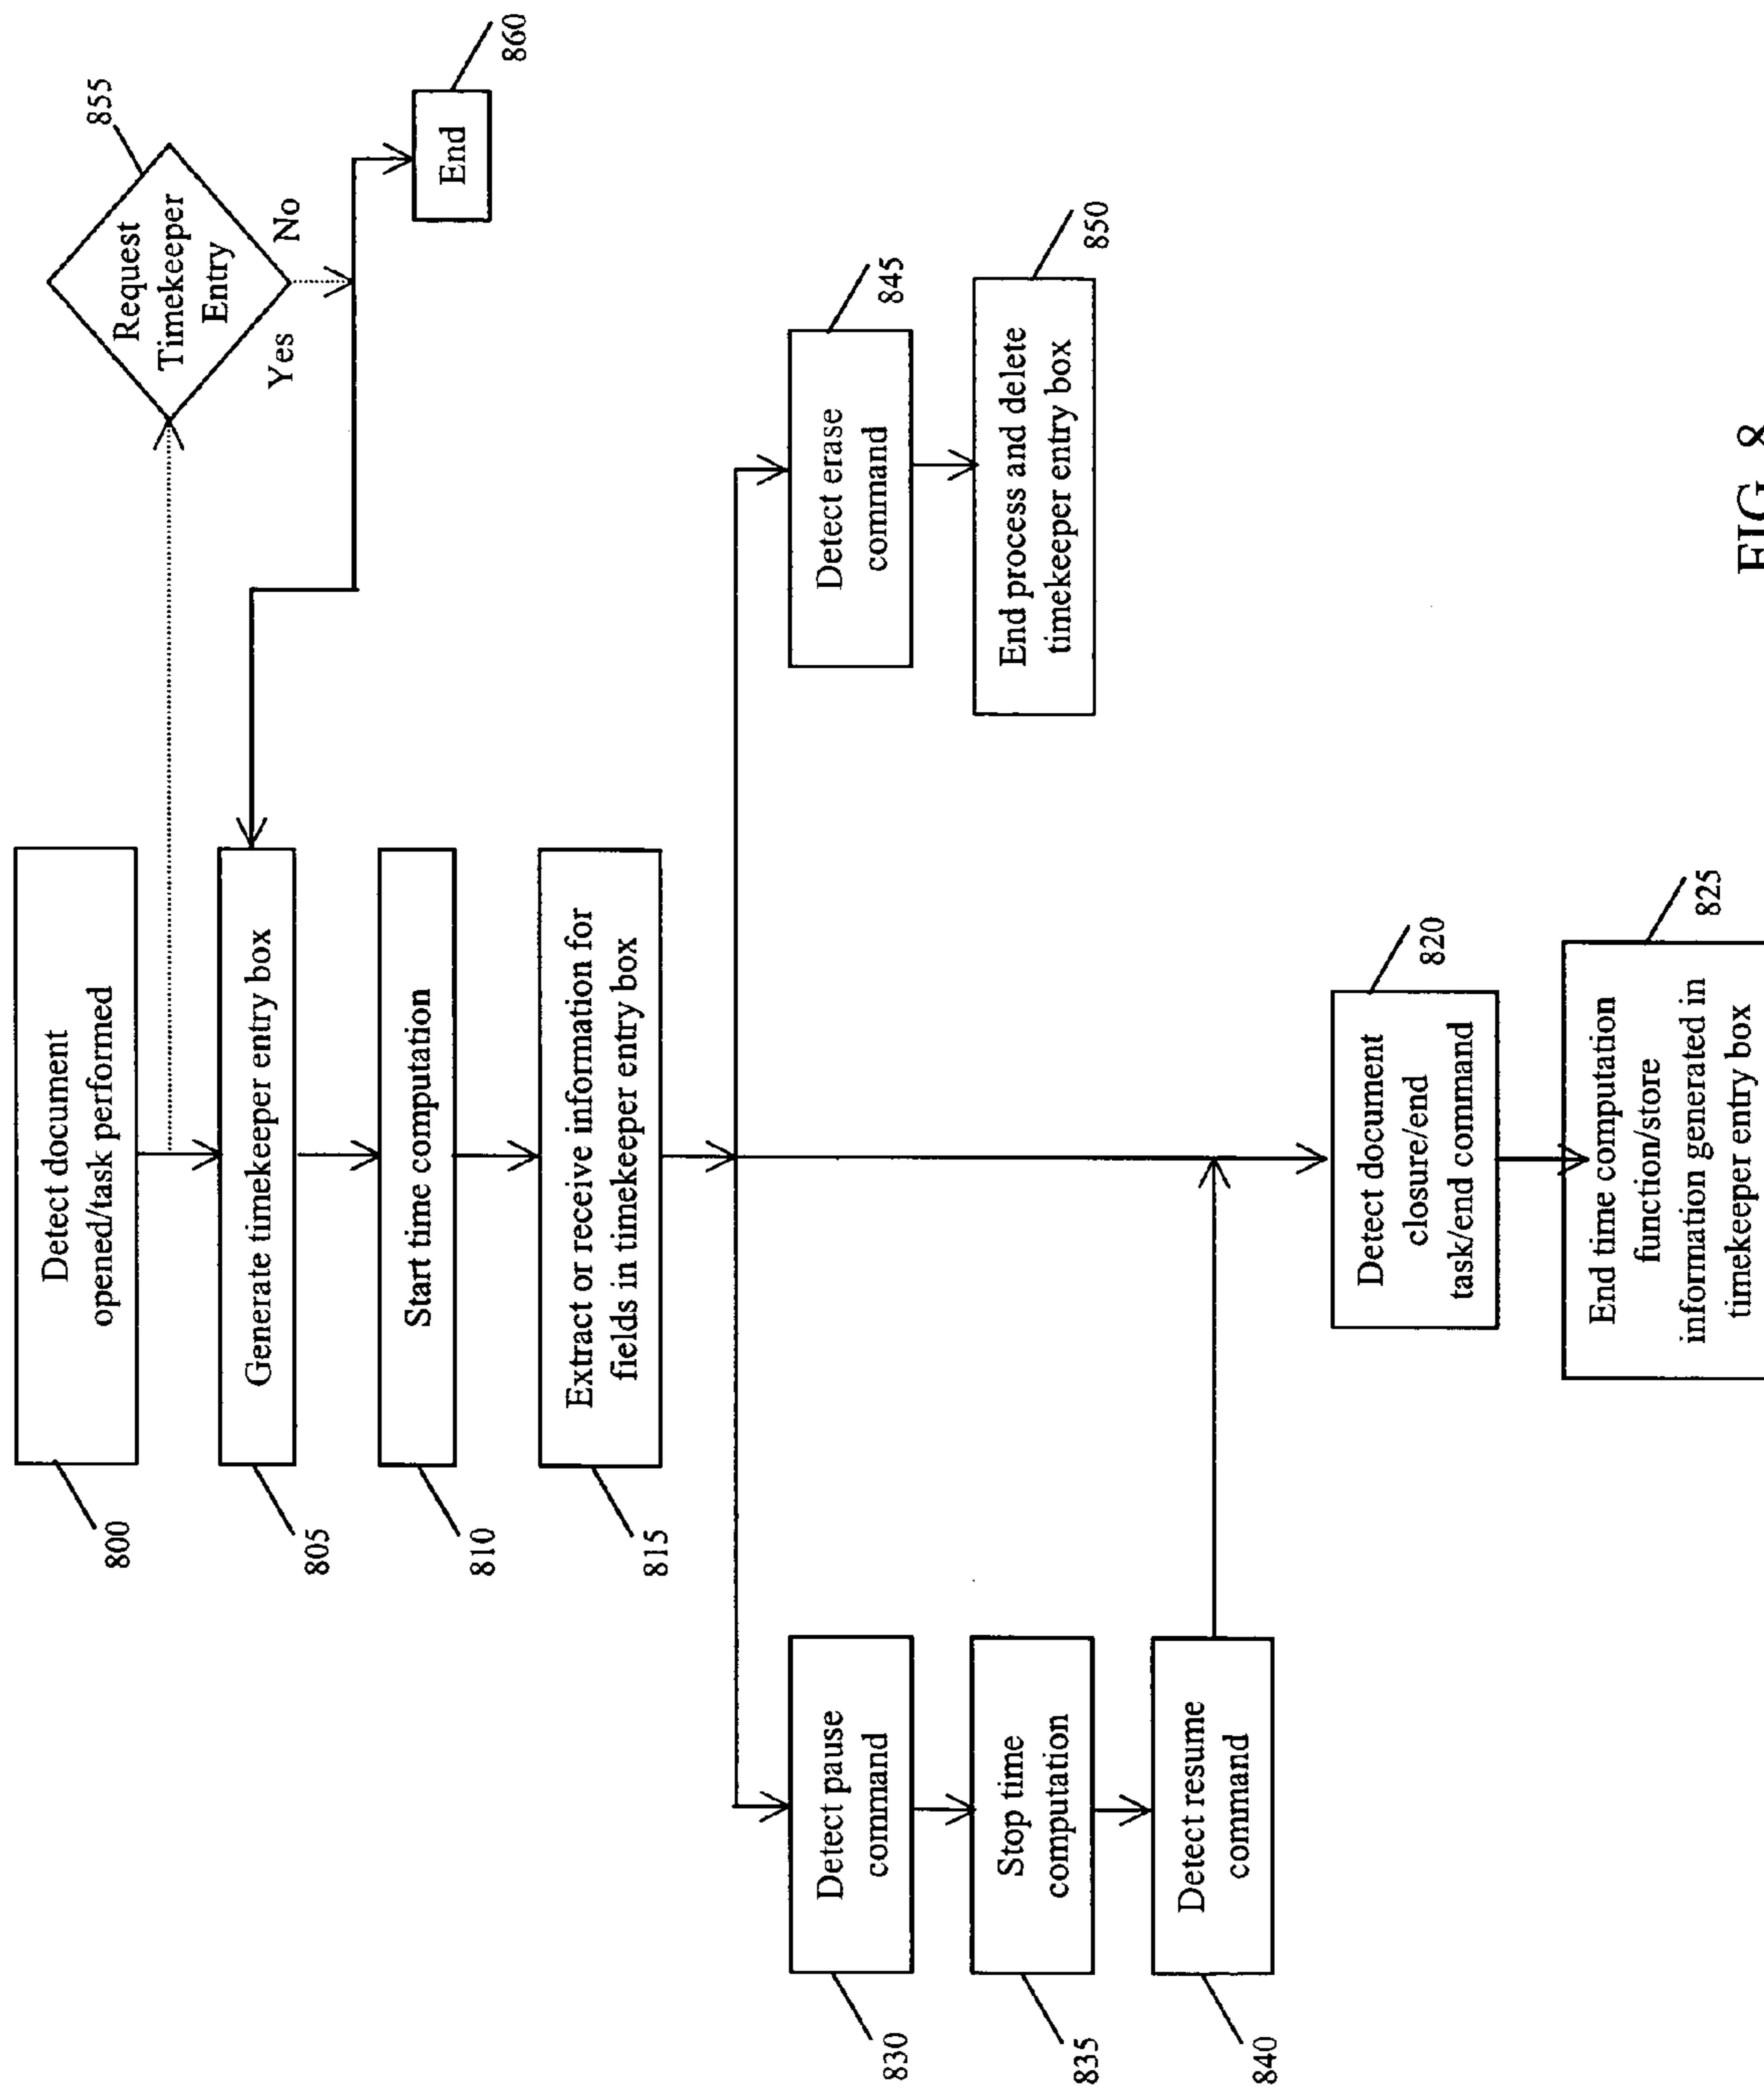 Detect document
opened/task performed
800
Request
Timekeeper
Entry
855
Yes
No
End
860
Generate timekeeper entry box
805
Start time computation
810
Extract or receive information for
fields in timekeeper entry box
815
Detect pause
command
830
Stop time
computation
835
Detect resume
command
840
Detect erase
command
845
End process and delete
timekeeper entry box
850
Detect document
closure/end
task/end command
820
End time computation
function/store
information generated in
timekeeper entry box
825
FIG. 8